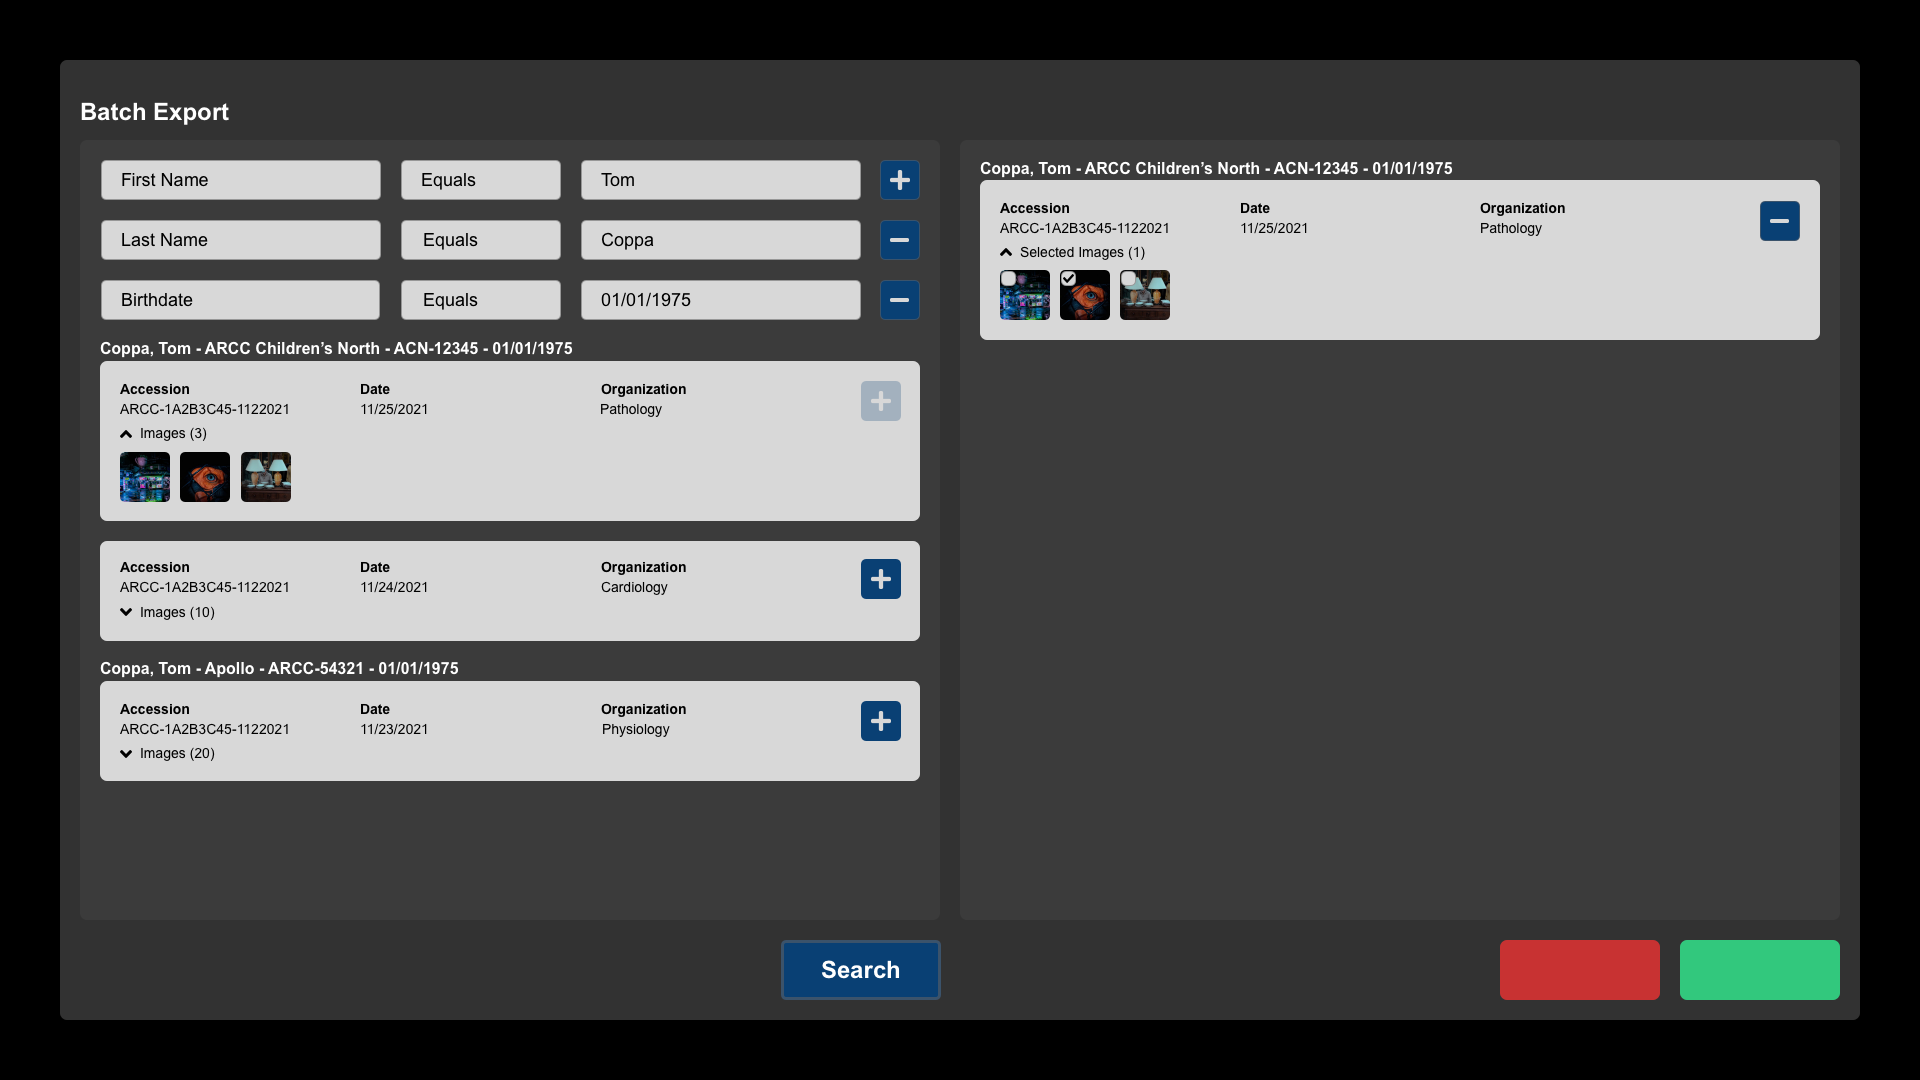 Batch Export
First Name
Equals
Tom
Last Name
Equals
Coppa
Birthdate
Equals
01/01/1975
Coppa, Tom - ARCC Children’s North - ACN-12345 - 01/01/1975
Accession
Date
Organization
ARCC-1A2B3C45-1122021
11/25/2021
Pathology
Images (3)
Accession
Date
Organization
ARCC-1A2B3C45-1122021
11/24/2021
Cardiology
Images (10)
Coppa, Tom - Apollo - ARCC-54321 - 01/01/1975
Accession
Date
Organization
ARCC-1A2B3C45-1122021
11/23/2021
Physiology
Images (20)
Search
Coppa, Tom - ARCC Children’s North - ACN-12345 - 01/01/1975
Accession
Date
Organization
ARCC-1A2B3C45-1122021
11/25/2021
Pathology
Selected Images (1)